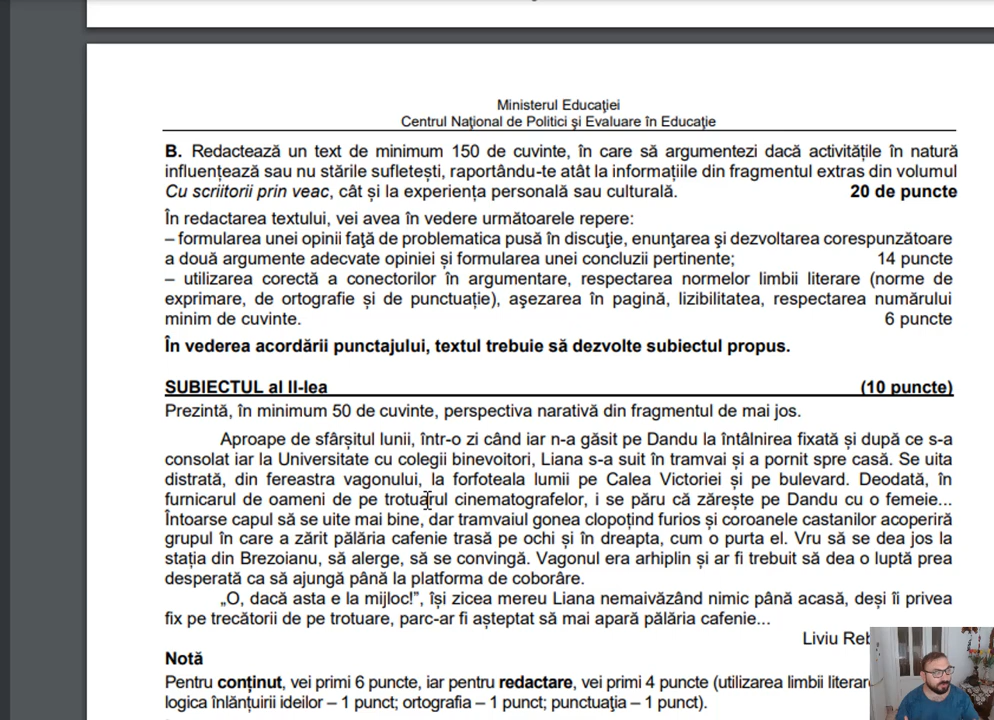 Ministerul Educaţiei
Centrul Naţional de Politici şi Evaluare în Educaţie
B. Redactează un text de minimum 150 de cuvinte, în care să argumentezi dacă activitățile în natură
influențează sau nu stările sufletești, raportându-te atât la informațiile din fragmentul extras din volumul
Cu scriitorii prin veac, cât și la experiența personală sau culturală. 20 de puncte
În redactarea textului, vei avea în vedere următoarele repere:
– formularea unei opinii faţă de problematica pusă în discuţie, enunţarea şi dezvoltarea corespunzătoare
a două argumente adecvate opiniei și formularea unei concluzii pertinente; 14 puncte
– utilizarea corectă a conectorilor în argumentare, respectarea normelor limbii literare (norme de
exprimare, de ortografie și de punctuație), aşezarea în pagină, lizibilitatea, respectarea numărului
minim de cuvinte. 6 puncte
În vederea acordării punctajului, textul trebuie să dezvolte subiectul propus.
SUBIECTUL al II-lea (10 puncte)
Prezintă, în minimum 50 de cuvinte, perspectiva narativă din fragmentul de mai jos.
Aproape de sfârșitul lunii, într-o zi când iar n-a găsit pe Dandu la întâlnirea fixată și după ce s-a
consolat iar la Universitate cu colegii binevoitori, Liana s-a suit în tramvai și a pornit spre casă. Se uita
distrată, din fereastra vagonului, la forfoteala lumii pe Calea Victoriei și pe bulevard. Deodată, în
furnicarul de oameni de pe trotuarul cinematografelor, i se păru că zărește pe Dandu cu o femeie...
Întoarse capul să se uite mai bine, dar tramvaiul gonea clopoțind furios și coroanele castanilor acoperiră
grupul în care a zărit pălăria cafenie trasă pe ochi și în dreapta, cum o purta el. Vru să se dea jos la
stația din Brezoianu, să alerge, să se convingă. Vagonul era arhiplin și ar fi trebuit să dea o luptă prea
desperată ca să ajungă până la platforma de coborâre.
„O, dacă asta e la mijloc!”, își zicea mereu Liana nemaivăzând nimic până acasă, deși îi privea
fix pe trecătorii de pe trotuare, parc-ar fi așteptat să mai apară pălăria cafenie...
Liviu
Notă
Pentru conținut, vei primi 6 puncte, iar pentru redactare, vei primi 4 puncte (utilizarea limbii
logica înlănțuirii ideilor – 1 punct; ortografia – 1 punct; punctuaţia – 1 punct).